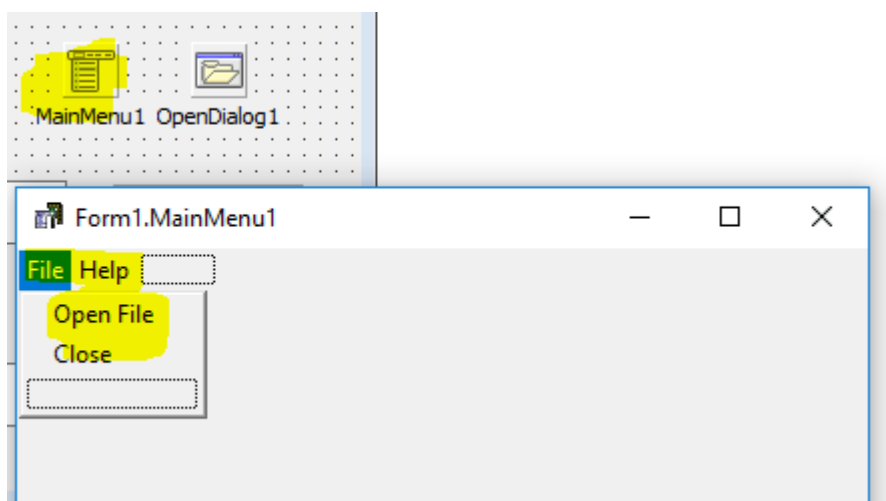 MainMenu1 OpenDialog1
Form1.MainMenu1
File Help
Open File
Close